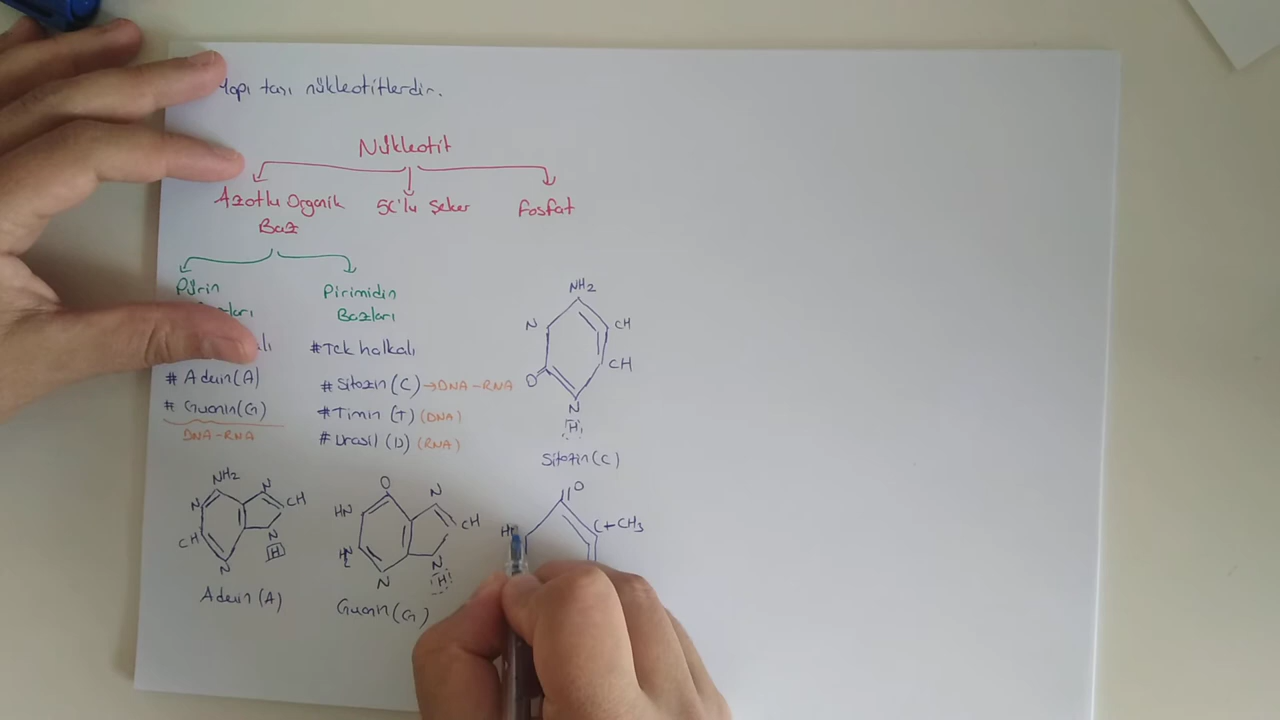 Yapı taşı nükleotitlerdir.
Nükleotit
Azotlu Organik
Baz
5C'lu Şeker
Fosfat
Pürin
Pirimidin
Bazları
#Tek halkalı
# Adenin(A)
# Guanin(G)
DNA-RNA
# Sitozin(C) → DNA-RNA
# Timin (T) (DNA)
# Urasil (U) (RNA)
NH2
N
CH
CH
O
N
H
Sitozin(C)
NH2
N
N
CH
CH
N
H
N
Adenin (A)
O
HN
N
CH
N
N
H
Guanin(G)
O
C+CH3